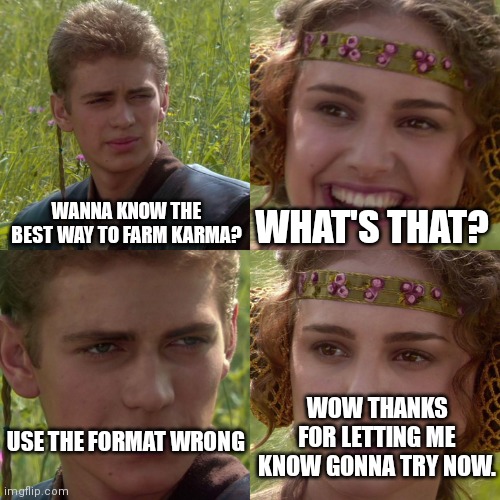 WANNA KNOW THE
BEST WAY TO FARM KARMA?
WHAT'S THAT?
USE THE FORMAT WRONG
WOW THANKS
FOR LETTING ME
KNOW GONNA TRY NOW.
imgflip.com